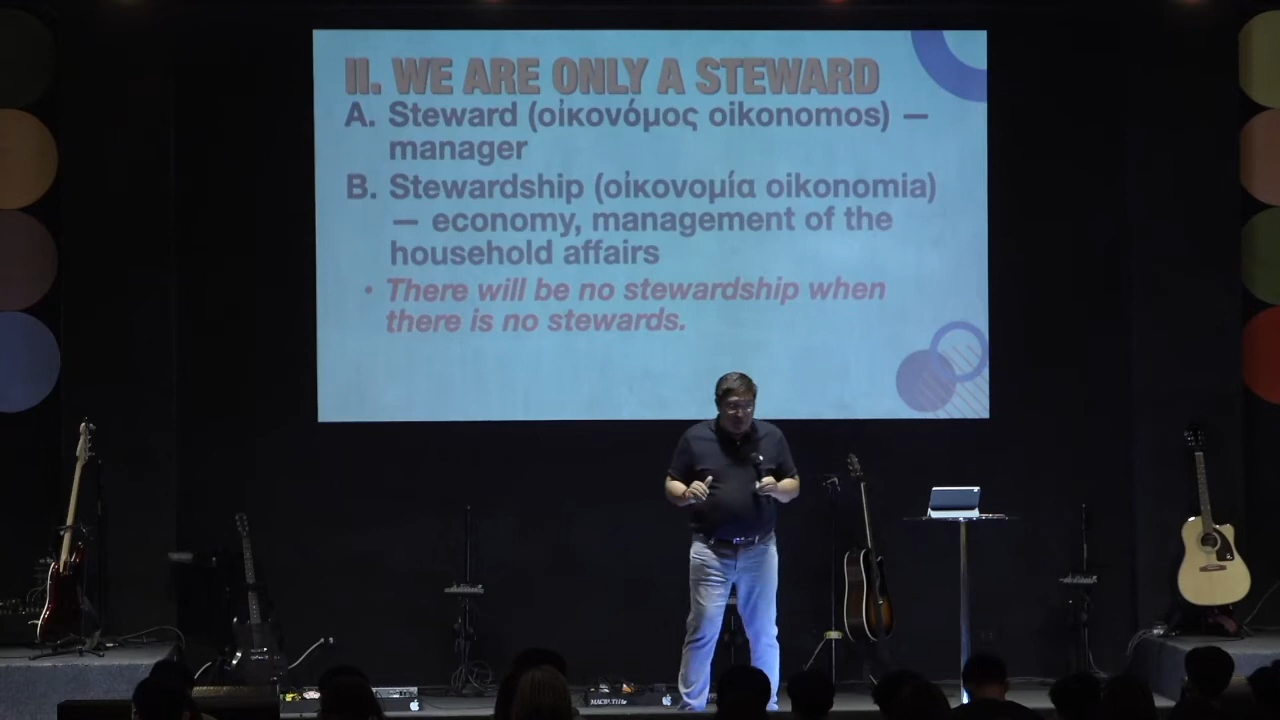 II. WE ARE ONLY A STEWARD
A. Steward (οἰκονόμος oikonomos) —
manager
B. Stewardship (οἰκονομία oikonomia)
— economy, management of the
household affairs
• There will be no stewardship when
there is no stewards.